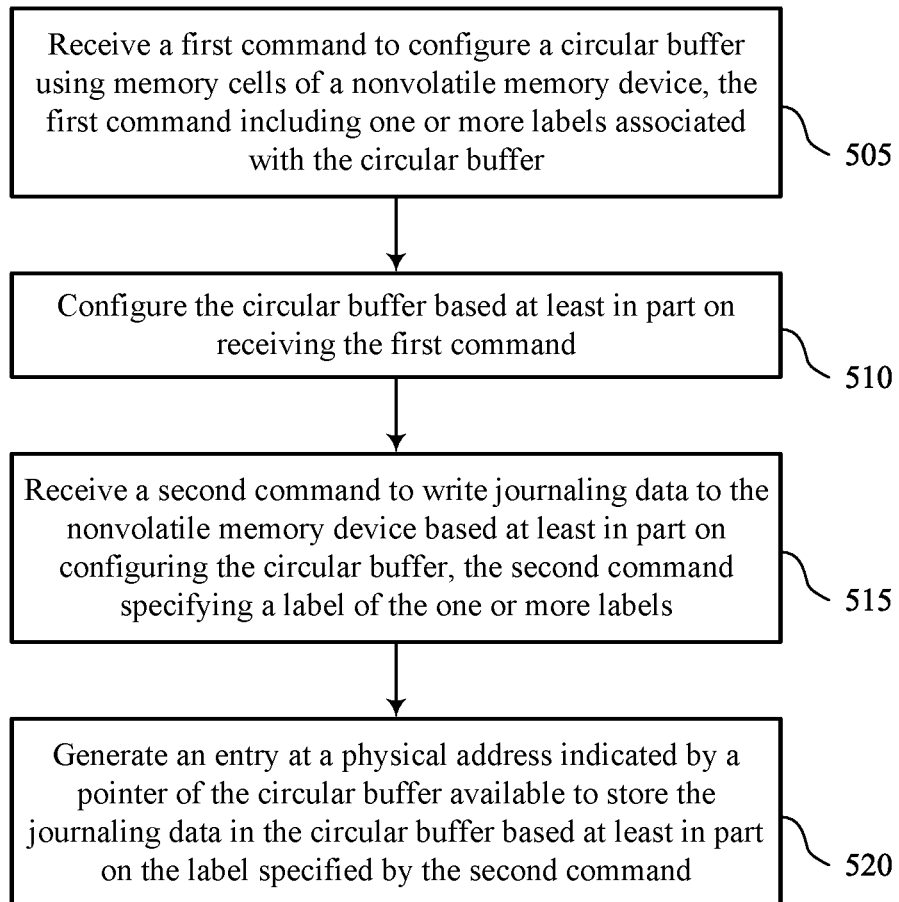 Receive a first command to configure a circular buffer
using memory cells of a nonvolatile memory device, the
first command including one or more labels associated
with the circular buffer
505
Configure the circular buffer based at least in part on
receiving the first command
510
Receive a second command to write journaling data to the
nonvolatile memory device based at least in part on
configuring the circular buffer, the second command
specifying a label of the one or more labels
515
Generate an entry at a physical address indicated by a
pointer of the circular buffer available to store the
journaling data in the circular buffer based at least in part
on the label specified by the second command
520